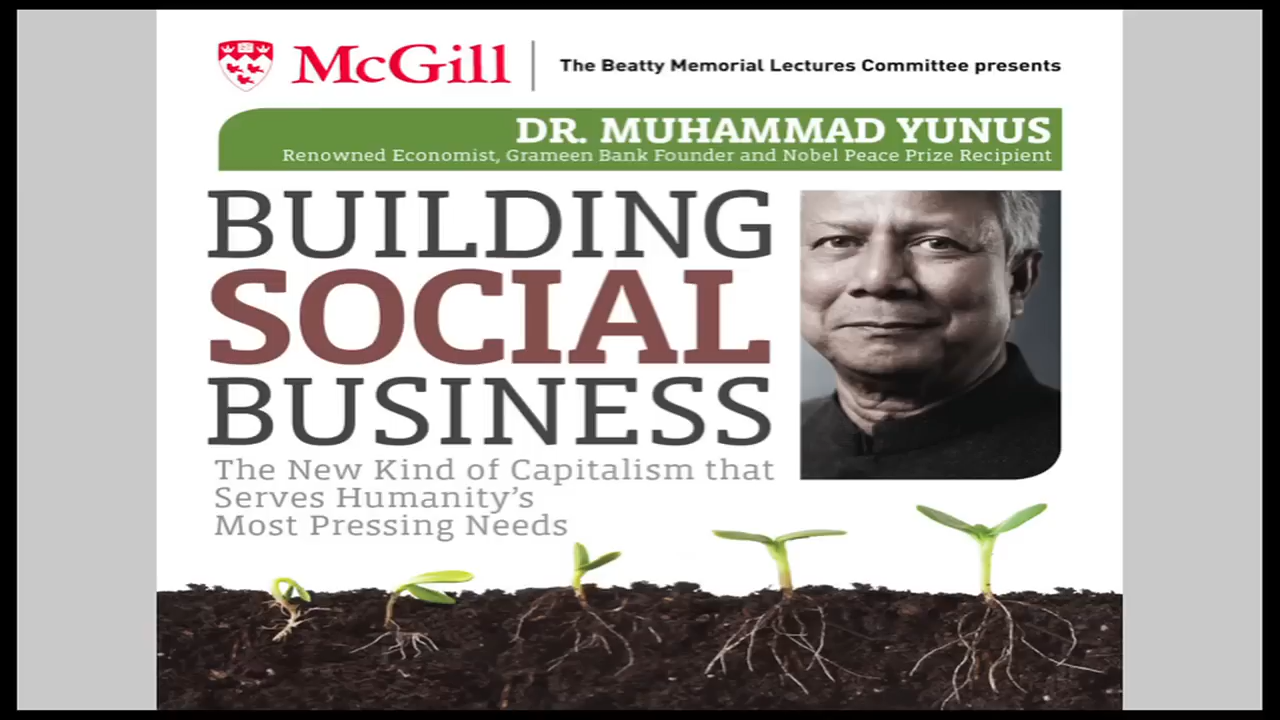 McGill
The Beatty Memorial Lectures Committee presents
DR. MUHAMMAD YUNUS
Renowned Economist, Grameen Bank Founder and Nobel Peace Prize Recipient
BUILDING
SOCIAL
BUSINESS
The New Kind of Capitalism that
Serves Humanity's
Most Pressing Needs